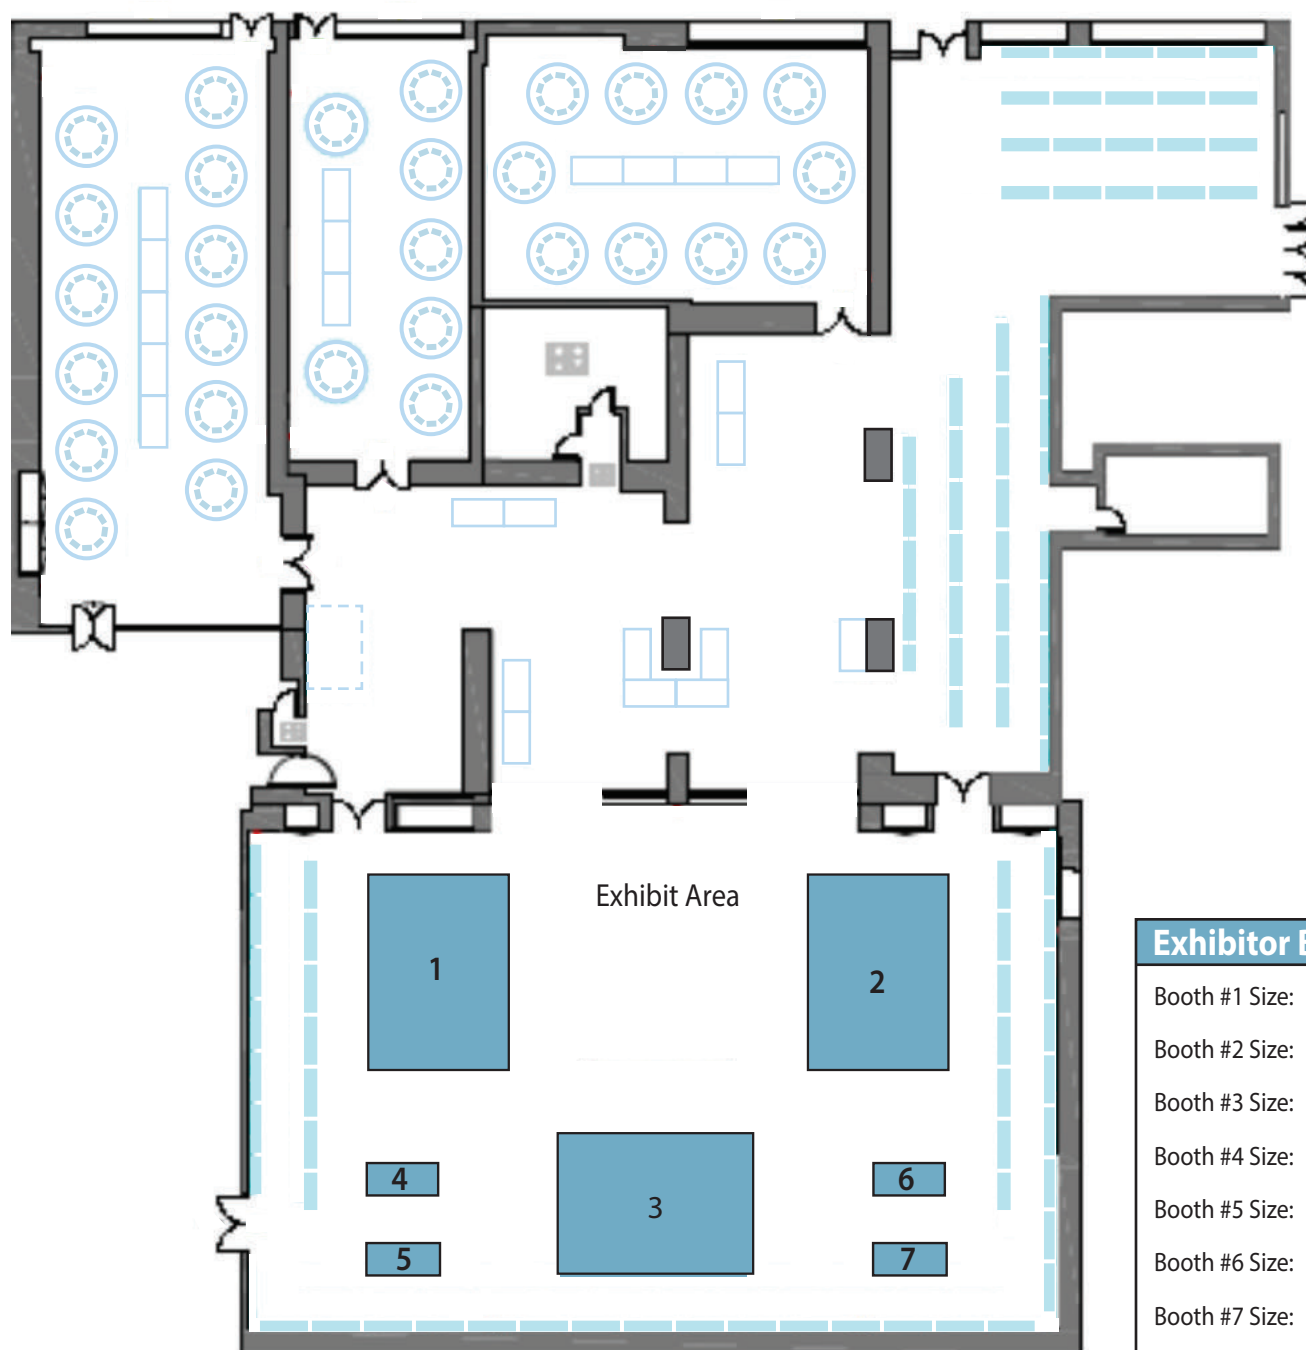 Exhibit Area
1
2
3
4
5
6
7
Exhibitor
Booth #1 Size:
Booth #2 Size:
Booth #3 Size:
Booth #4 Size:
Booth #5 Size:
Booth #6 Size:
Booth #7 Size: